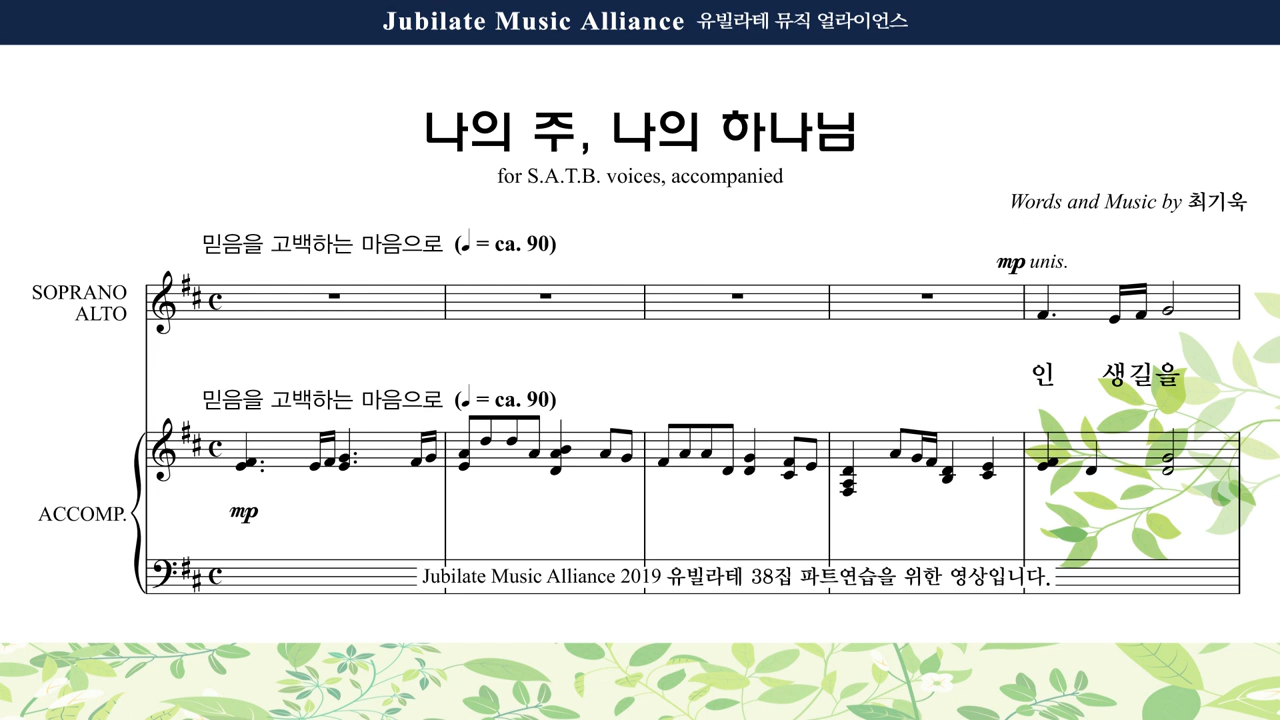 Jubilate Music Alliance 유빌라테 뮤직 얼라이언스
나의 주, 나의 하나님
for S.A.T.B. voices, accompanied
Words and Music by 최기욱
믿음을 고백하는 마음으로 (♩ = ca. 90)
mp unis.
SOPRANO
ALTO
인 생길을
믿음을 고백하는 마음으로 (♩ = ca. 90)
mp
ACCOMP.
Jubilate Music Alliance 2019 유빌라테 38집 파트연습을 위한 영상입니다.